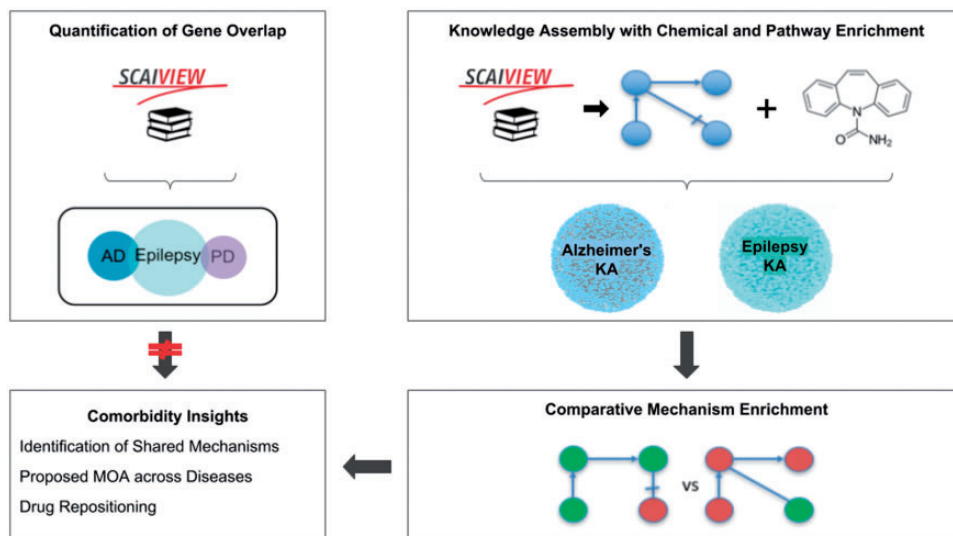 Quantification of Gene Overlap
SCAIVIEW
AD Epilepsy PD
Knowledge Assembly with Chemical and Pathway Enrichment
SCAIVIEW
+
N
O
NH₂
Alzheimer's
KA
Epilepsy
KA
Comorbidity Insights
Identification of Shared Mechanisms
Proposed MOA across Diseases
Drug Repositioning
Comparative Mechanism Enrichment
VS